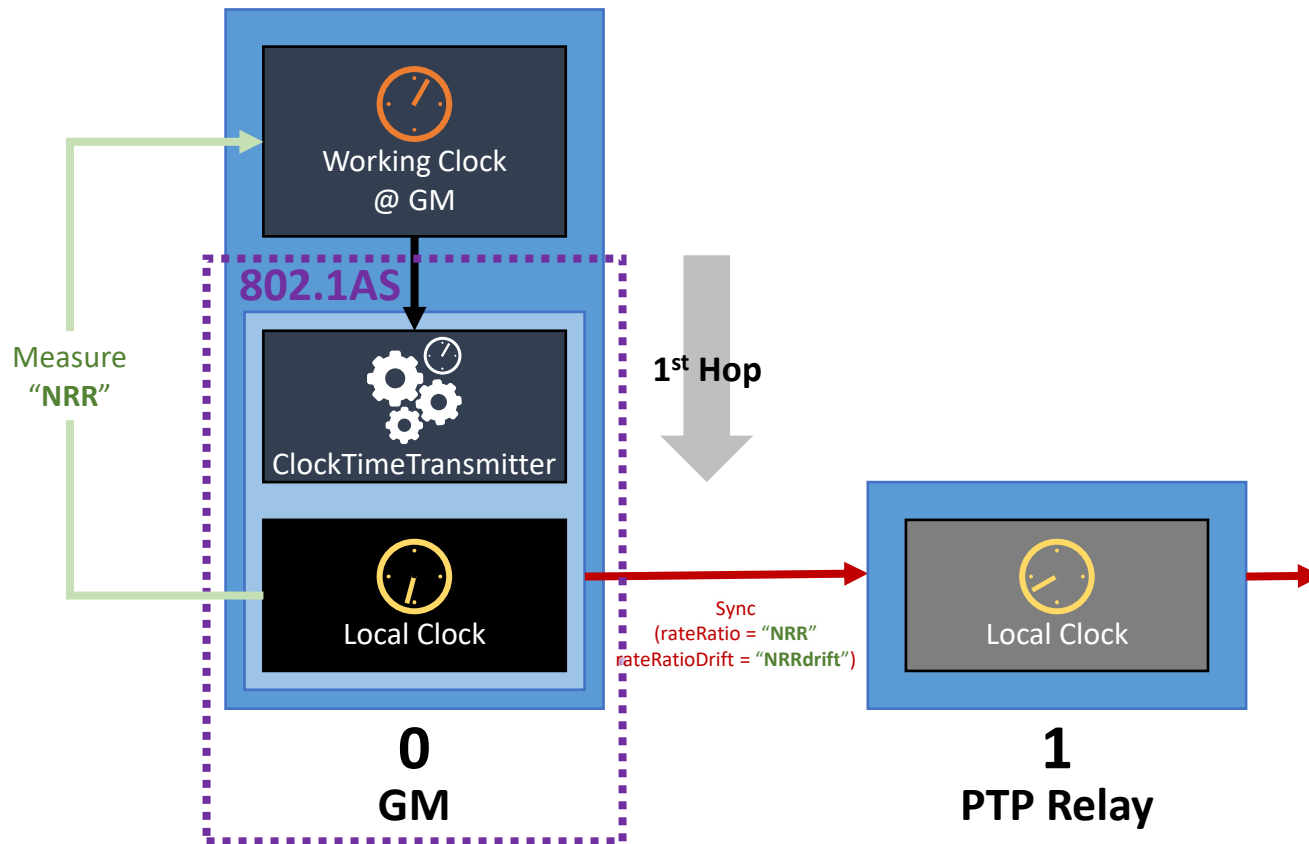 Working Clock
@ GM
802.1AS
Measure
“NRR”
ClockTimeTransmitter
1st Hop
Local Clock
Sync
(rateRatio = “NRR”
rateRatioDrift = “NRRdrift”)
Local Clock
0
GM
1
PTP Relay